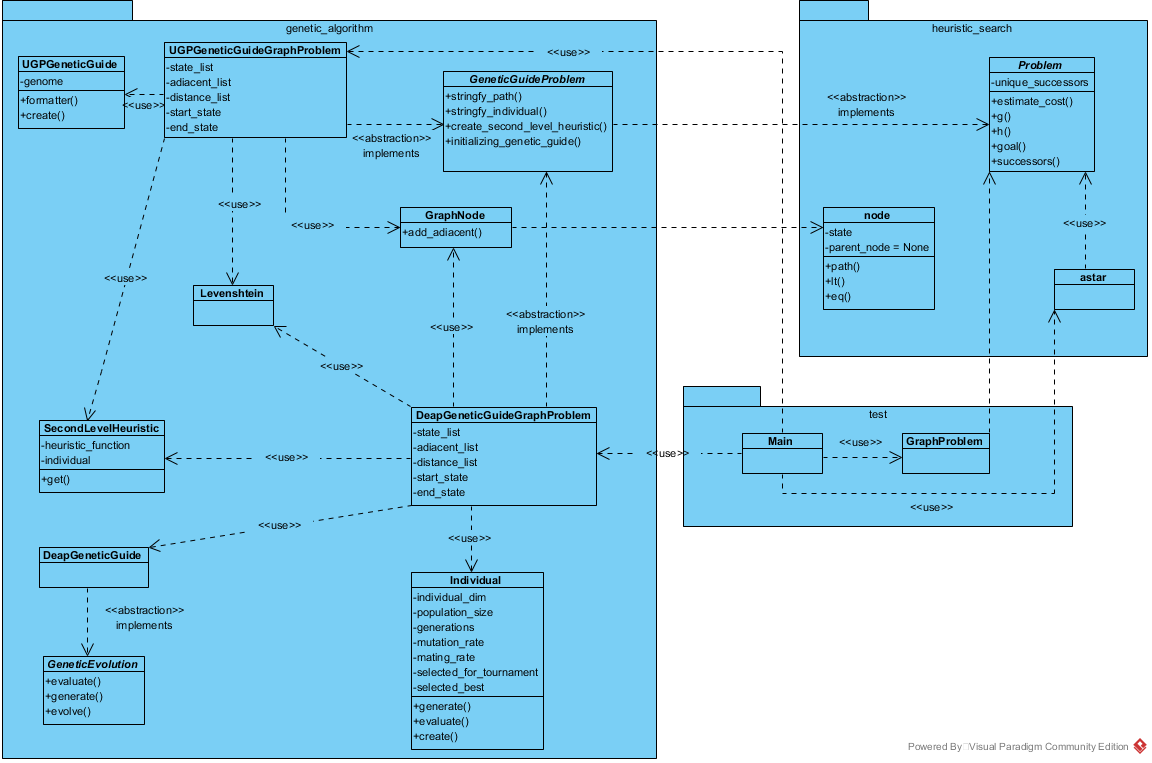 genetic_algorithm
UGPGeneticGuide
-genome
+formatter()
+create()
<<use>>
UGPGeneticGuideGraphProblem
-state_list
-adiacent_list
-distance_list
-start_state
-end_state
<<use>>
<<abstraction>>
implements
GeneticGuideProblem
+stringfy_path()
+stringfy_individual()
+create_second_level_heuristic()
+initializing_genetic_guide()
<<abstraction>>
implements
<<use>>
<<use>>
GraphNode
+add_adiacent()
<<use>>
Levenshtein
<<use>>
<<use>>
<<abstraction>>
implements
SecondLevelHeuristic
-heuristic_function
-individual
+get()
<<use>>
DeapGeneticGuideGraphProblem
-state_list
-adiacent_list
-distance_list
-start_state
-end_state
<<use>>
<<use>>
<<use>>
DeapGeneticGuide
<<abstraction>>
implements
GeneticEvolution
+evaluate()
+generate()
+evolve()
Individual
-individual_dim
-population_size
-generations
-mutation_rate
-mating_rate
-selected_for_tournament
-selected_best
+generate()
+evaluate()
+create()
heuristic_search
Problem
-unique_successors
+estimate_cost()
+g()
+h()
+goal()
+successors()
node
-state
-parent_node = None
+path()
+lt()
+eq()
<<use>>
astar
test
Main
<<use>>
GraphProblem
<<use>>
Powered By Visual Paradigm Community Edition